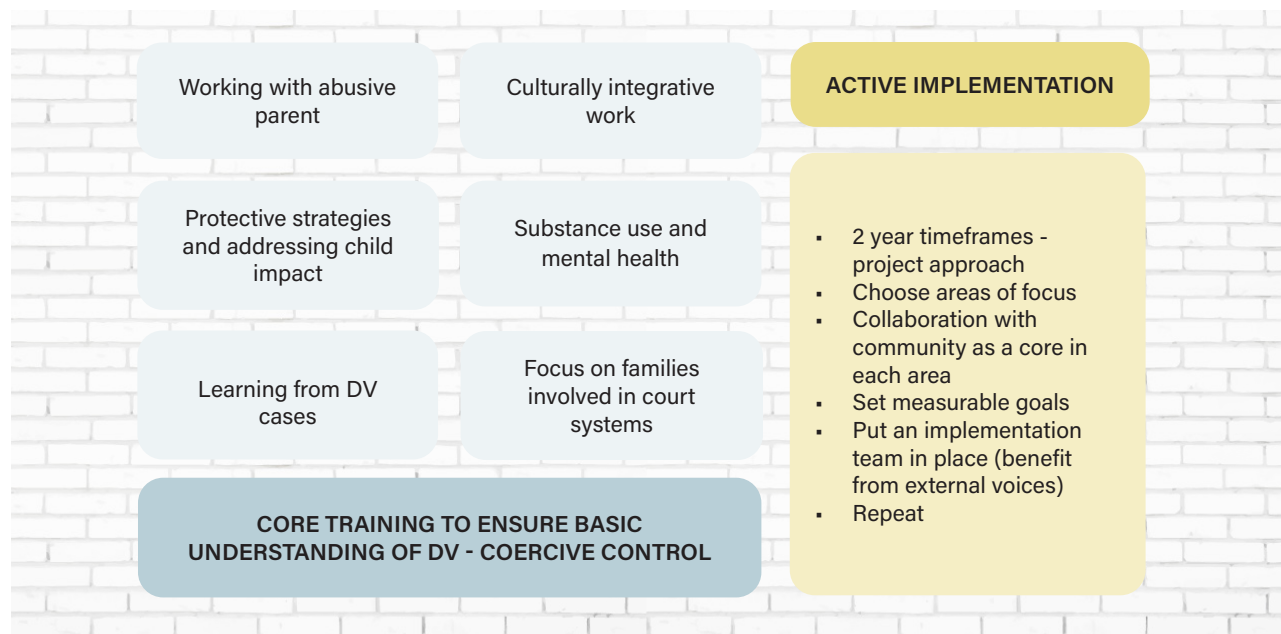 Working with abusive
parent
Culturally integrative
work
Protective strategies
and addressing child
impact
Substance use and
mental health
Learning from DV
cases
Focus on families
involved in court
systems
CORE TRAINING TO ENSURE BASIC
UNDERSTANDING OF DV - COERCIVE CONTROL
ACTIVE IMPLEMENTATION
▪ 2 year timeframes -
project approach
▪ Choose areas of focus
▪ Collaboration with
community as a core in
each area
▪ Set measurable goals
▪ Put an implementation
team in place (benefit
from external voices)
▪ Repeat